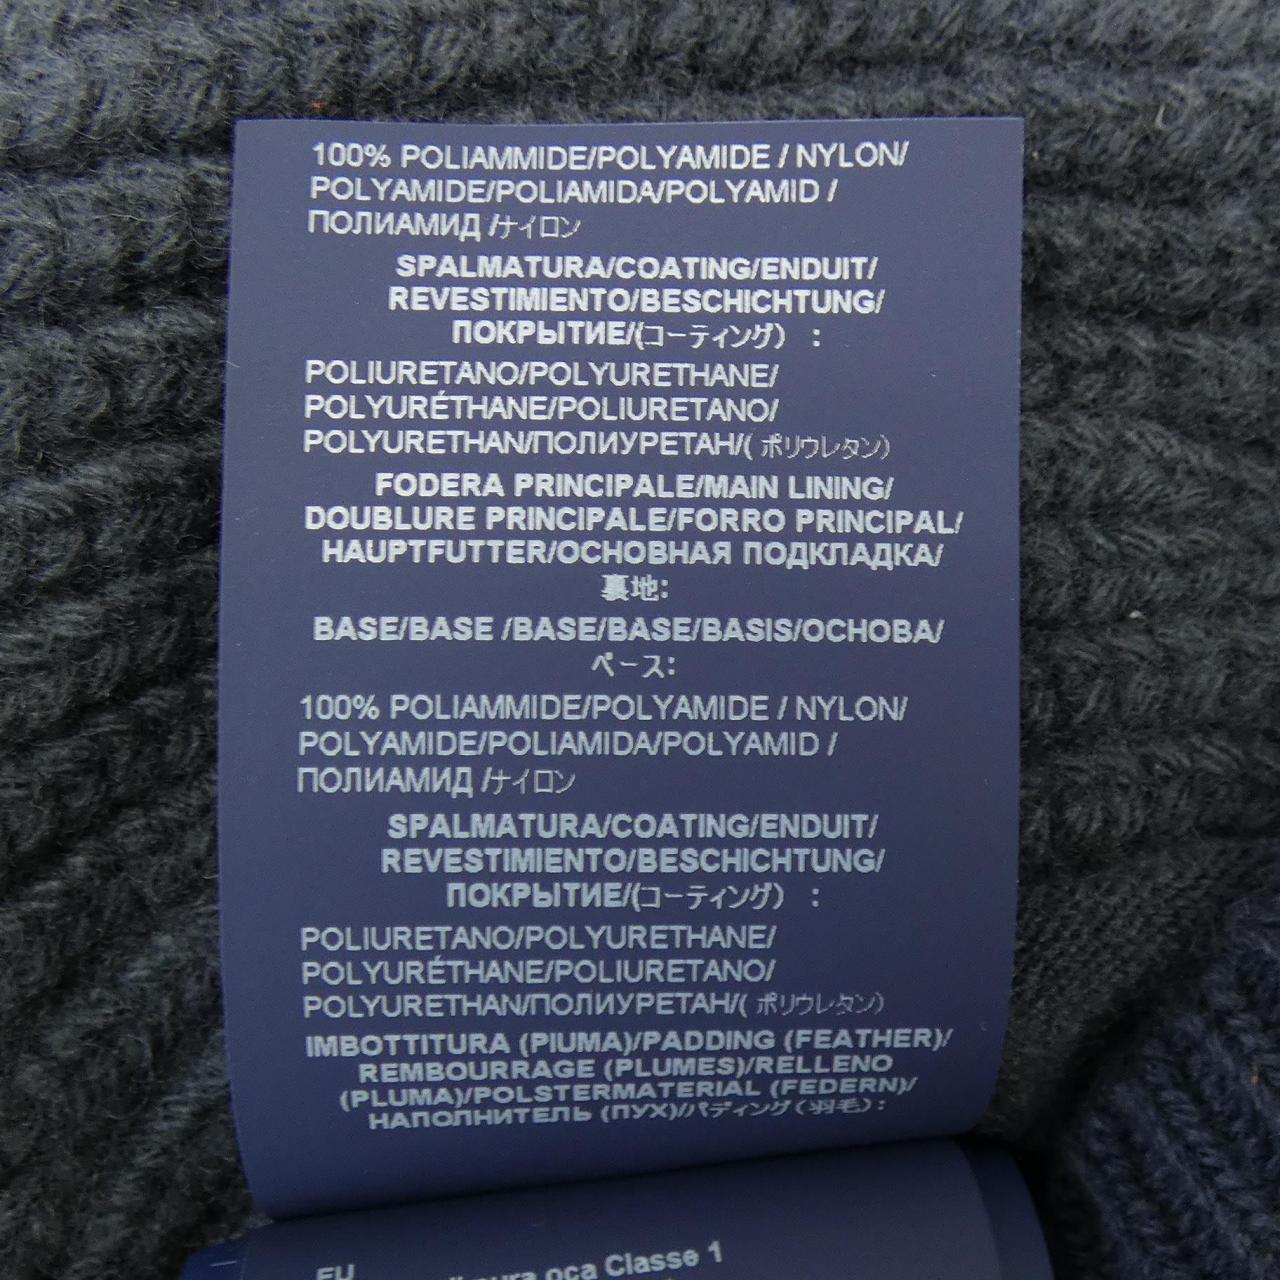 100% POLIAMMIDE/POLYAMIDE / NYLON/
POLYAMIDE/POLIAMIDA/POLYAMID /
ПОЛИАМИД /ナイロン
SPALMATURA/COATING/ENDUIT/
REVESTIMIENTO/BESCHICHTUNG/
ПОКРЫТИЕ/(コーティング) :
POLIURETANO/POLYURETHANE/
POLYURÉTHANE/POLIURETANO/
POLYURETHAN/ПОЛИУРЕТАН/( ポリウレタン)
FODERA PRINCIPALE/MAIN LINING/
DOUBLURE PRINCIPALE/FORRO PRINCIPAL/
HAUPTFUTTER/ОСНОВНАЯ ПОДКЛАДКА/
裏地:
BASE/BASE /BASE/BASE/BASIS/ОСНОВА/
ベース:
100% POLIAMMIDE/POLYAMIDE / NYLON/
POLYAMIDE/POLIAMIDA/POLYAMID /
ПОЛИАМИД /ナイロン
SPALMATURA/COATING/ENDUIT/
REVESTIMIENTO/BESCHICHTUNG/
ПОКРЫТИЕ/(コーティング) :
POLIURETANO/POLYURETHANE/
POLYURÉTHANE/POLIURETANO/
POLYURETHAN/ПОЛИУРЕТАН/( ポリウレタン)
IMBOTTITURA (PIUMA)/PADDING (FEATHER)/
REMBOURRAGE (PLUMES)/RELLENO
(PLUMA)/POLSTERMATERIAL (FEDERN)/
НАПОЛНИТЕЛЬ (ПУХ)/パディング(羽毛):
EU
pura oca Classe 1